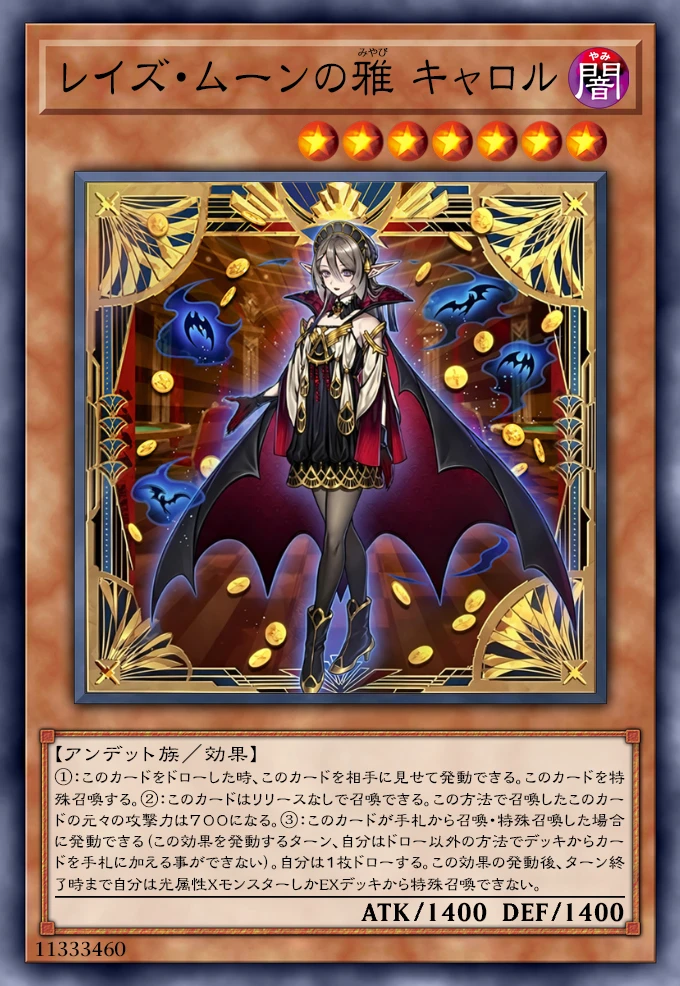 みやび
レイズ・ムーンの雅 キャロル
やみ
闇
【アンデット族／効果】
①:このカードをドローした時、このカードを相手に見せて発動できる。このカードを特
殊召喚する。②:このカードはリリースなしで召喚できる。この方法で召喚したこのカー
ドの元々の攻撃力は７００になる。③:このカードが手札から召喚・特殊召喚した場合
に発動できる(この効果を発動するターン、自分はドロー以外の方法でデッキからカー
ドを手札に加える事ができない)。自分は１枚ドローする。この効果の発動後、ターン終
了時まで自分は光属性XモンスターしかEXデッキから特殊召喚できない。
ATK/1400 DEF/1400
11333460